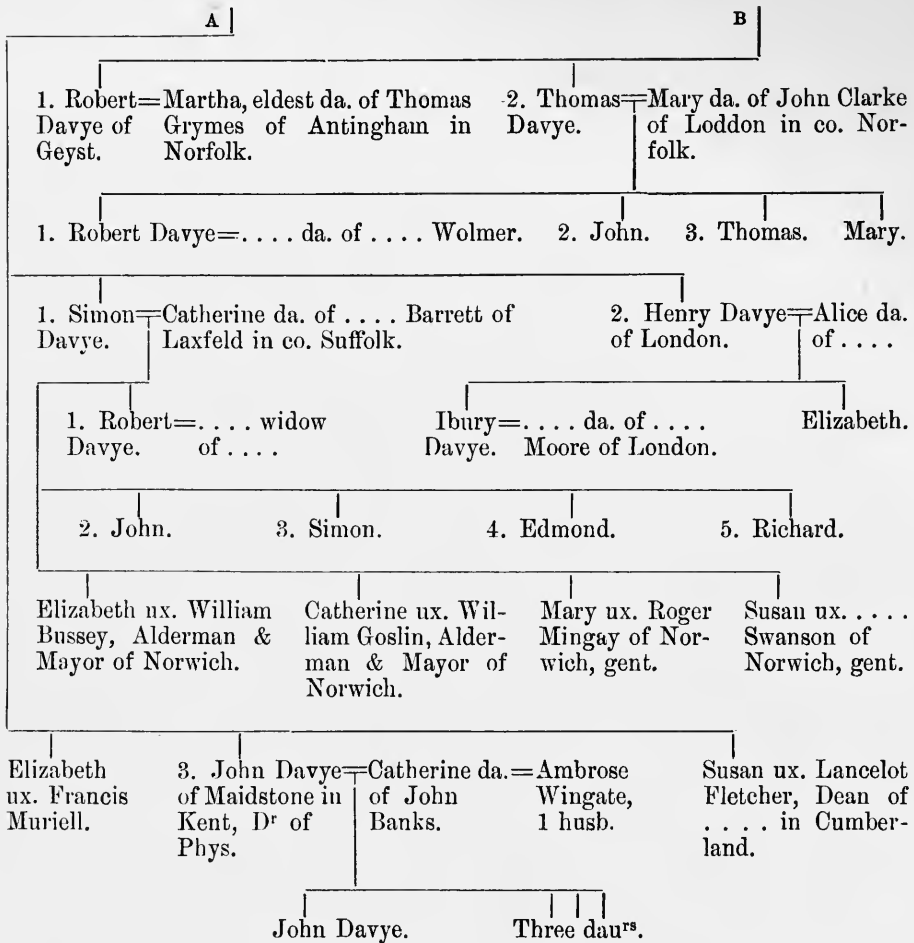 A B
1. Robert= Martha, eldest da. of Thomas 2. Thomas=Mary da. of John Clarke
Davye of Grymes of Antingham in Davye. of Loddon in co. Nor-
Geyst. Norfolk. folk.
1. Robert Davye=. . . . da. of . . . . Wolmer. 2. John. 3. Thomas. Mary.
1. Simon=Catherine da. of . . . . Barrett of 2. Henry Davye=Alice da.
Davye. Laxfeld in co. Suffolk. of London. of . . . .
1. Robert=. . . . widow Ibury=. . . . da. of . . . . Elizabeth.
Davye. of . . . . Davye. Moore of London.
2. John. 3. Simon. 4. Edmond. 5. Richard.
Elizabeth ux. William Catherine ux. Wil- Mary ux. Roger Susan ux. . . . .
Bussey, Alderman & liam Goslin, Alder- Mingay of Nor- Swanson of
Mayor of Norwich. man & Mayor of wich, gent. Norwich, gent.
Norwich.
Elizabeth 3. John Davye=Catherine da.=Ambrose Susan ux. Lancelot
ux. Francis of Maidstone in of John Wingate, Fletcher, Dean of
Muriell. Kent, Dr of Banks. 1 husb. . . . . in Cumber-
Phys. land.
John Davye. Three daurs.